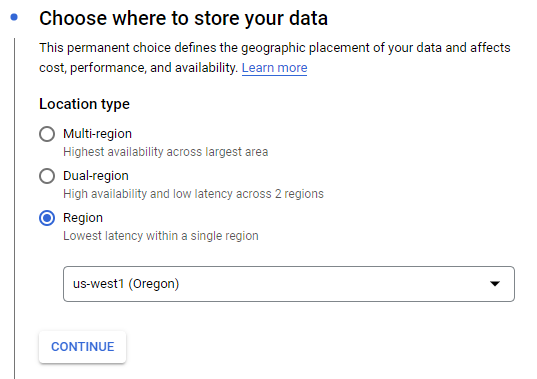 Choose where to store your data
This permanent choice defines the geographic placement of your data and affects
cost, performance, and availability. Learn more
Location type
Multi-region
Highest availability across largest area
Dual-region
High availability and low latency across 2 regions
Region
Lowest latency within a single region
us-west1 (Oregon)
CONTINUE